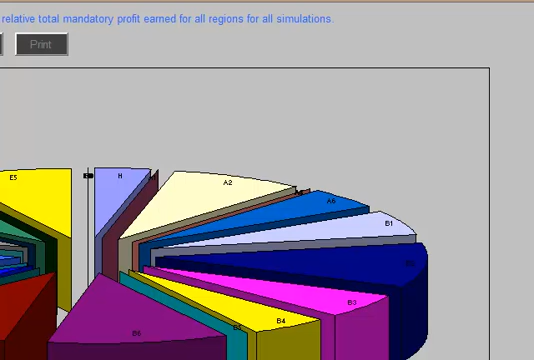 relative total mandatory profit earned for all regions for all simulations.
Print
E5
H
A2
A6
B1
B3
B4
B6